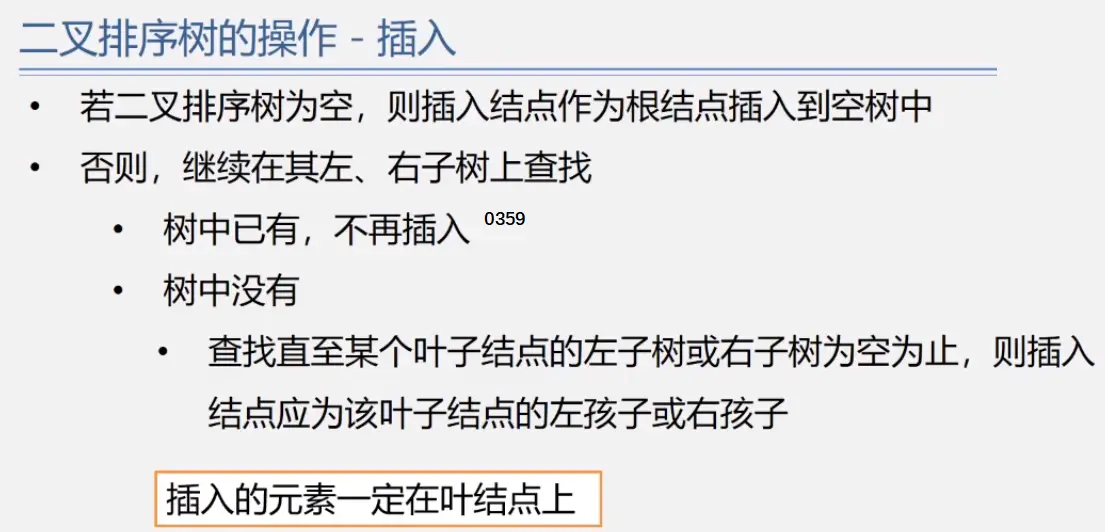 二叉排序树的操作 - 插入
• 若二叉排序树为空，则插入结点作为根结点插入到空树中
• 否则，继续在其左、右子树上查找
• 树中已有，不再插入 0359
• 树中没有
• 查找直至某个叶子结点的左子树或右子树为空为止，则插入
结点应为该叶子结点的左孩子或右孩子
插入的元素一定在叶结点上